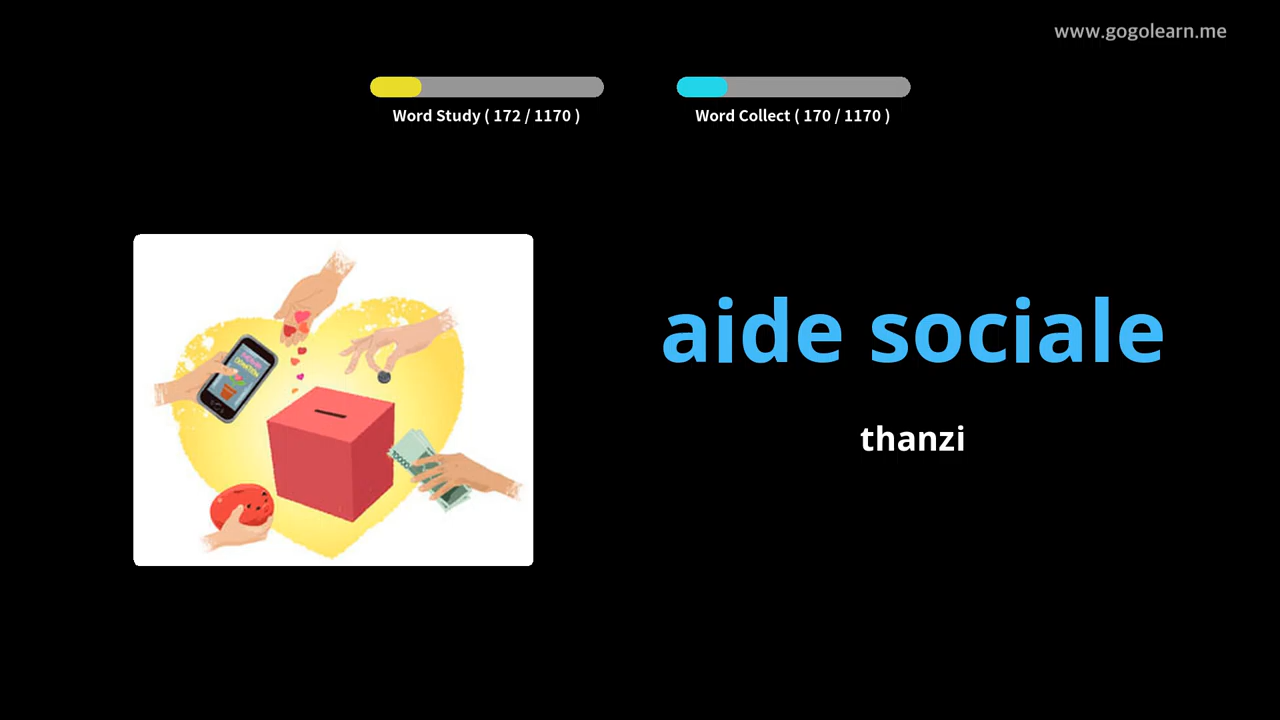 www.gogolearn.me
Word Study ( 172 / 1170 )
Word Collect ( 170 / 1170 )
aide sociale
thanzi